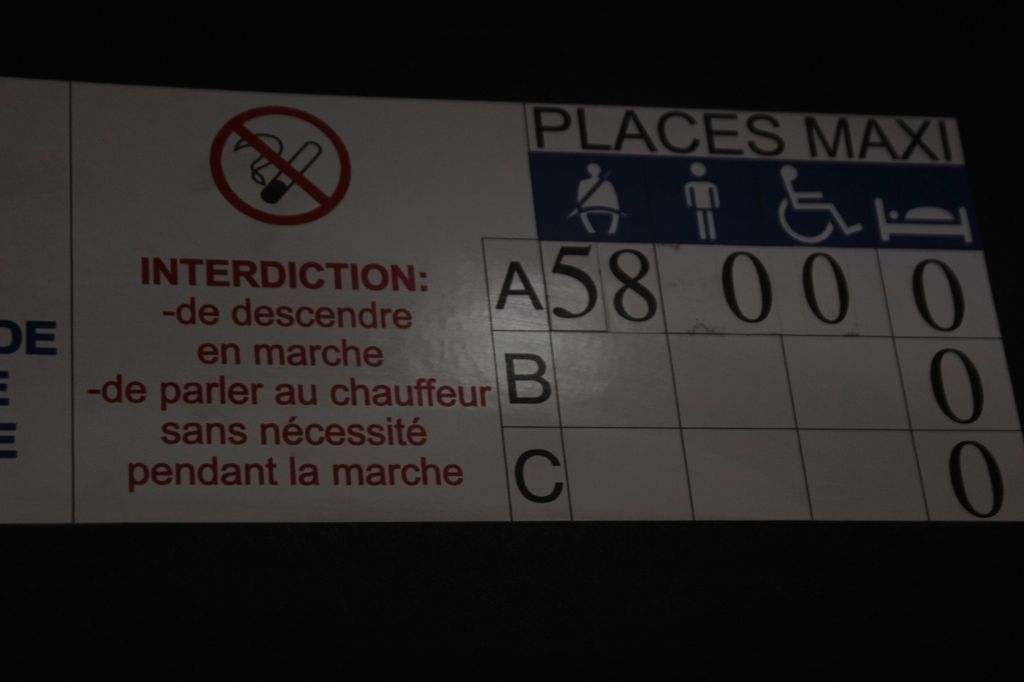 DE
E
E
INTERDICTION:
-de descendre
en marche
-de parler au chauffeur
sans nécessité
pendant la marche
PLACES MAXI
A 58 0 0 0
B 0
C 0